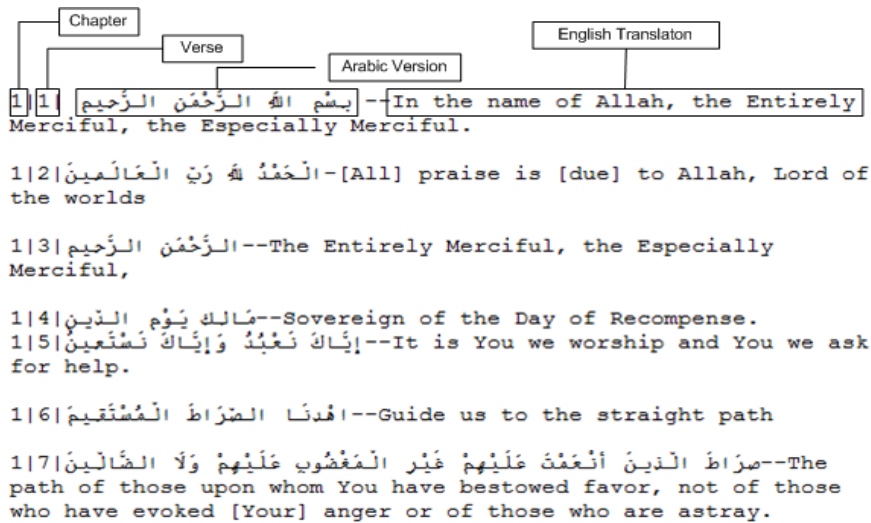 Chapter
Verse
English Translaton
Arabic Version
1|1| بِسْمِ اللَّهِ الرَّحْمَنِ الرَّحِيمِ--In the name of Allah, the Entirely
Merciful, the Especially Merciful.
1|2|الْحَمْدُ لِلَّهِ رَبِّ الْعَالَمِينَ-[All] praise is [due] to Allah, Lord of
the worlds
1|3|الرَّحْمَنِ الرَّحِيمِ--The Entirely Merciful, the Especially
Merciful,
1|4|مَالِكِ يَوْمِ الدِّينِ--Sovereign of the Day of Recompense.
1|5|إِيَّاكَ نَعْبُدُ وَإِيَّاكَ نَسْتَعِينُ--It is You we worship and You we ask
for help.
1|6|اهْدِنَا الصِّرَاطَ الْمُسْتَقِيمَ--Guide us to the straight path
1|7|صِرَاطَ الَّذِينَ أَنْعَمْتَ عَلَيْهِمْ غَيْرِ الْمَغْضُوبِ عَلَيْهِمْ وَلَا الضَّالِّينَ--The
path of those upon whom You have bestowed favor, not of those
who have evoked [Your] anger or of those who are astray.